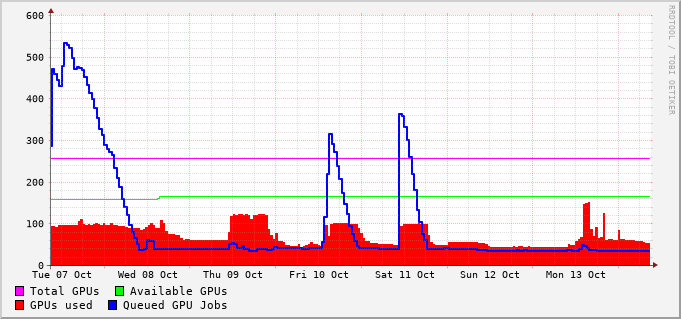 RRDTOOL / TOBI OETIKER
600
500
400
300
200
100
0
Tue 07 Oct Wed 08 Oct Thu 09 Oct Fri 10 Oct Sat 11 Oct Sun 12 Oct Mon 13 Oct
Total GPUs Available GPUs
GPUs used Queued GPU Jobs